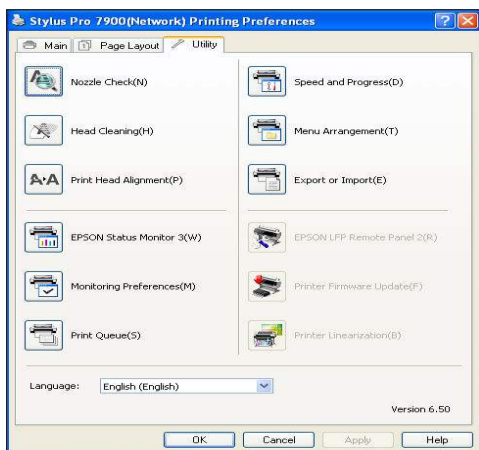 Stylus Pro 7900(Network) Printing Preferences
Main
Page Layout
Utility
Nozzle Check(N)
Speed and Progress(D)
Head Cleaning(H)
Menu Arrangement(T)
A A
Print Head Alignment(P)
Export or Import(E)
EPSON Status Monitor 3(W)
EPSON LFP Remote Panel 2(R)
Monitoring Preferences(M)
Printer Firmware Update(F)
Print Queue(S)
Printer Linearization(B)
Language:
English (English)
Version 6.50
OK
Cancel
Apply
Help